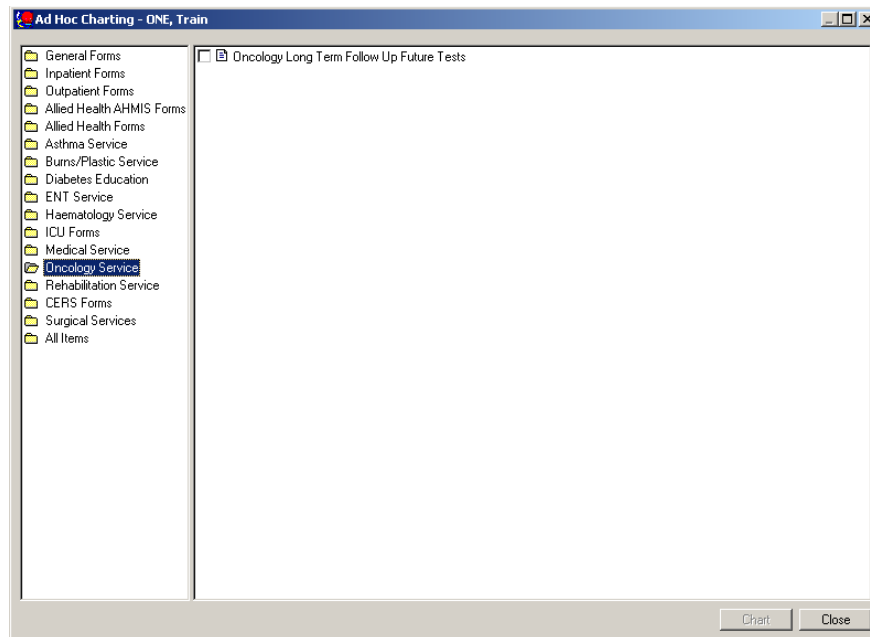 Ad Hoc Charting - ONE, Train
General Forms
Inpatient Forms
Outpatient Forms
Allied Health AHMIS Forms
Allied Health Forms
Asthma Service
Burns/Plastic Service
Diabetes Education
ENT Service
Haematology Service
ICU Forms
Medical Service
Oncology Service
Rehabilitation Service
CERS Forms
Surgical Services
All Items
Oncology Long Term Follow Up Future Tests
Chart
Close